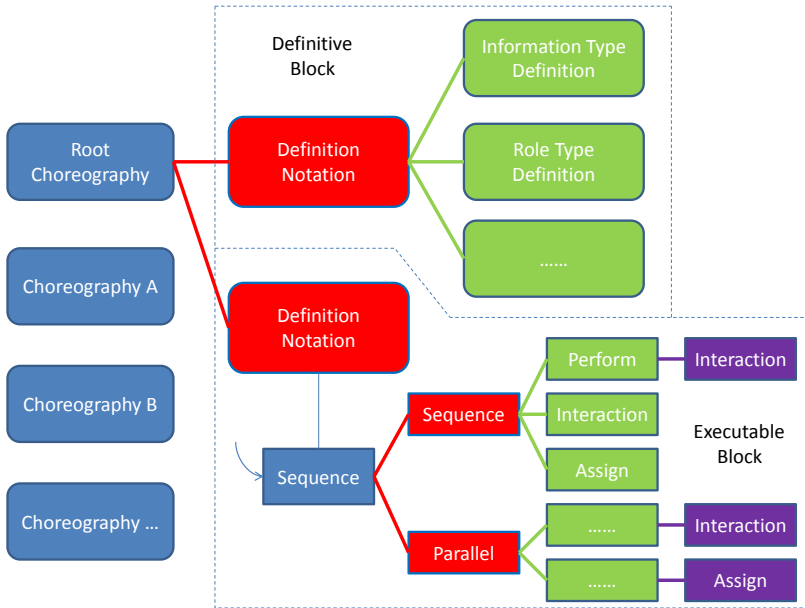 Definitive
Block
Information Type
Definition
Root
Choreography
Definition
Notation
Role Type
Definition
......
Choreography A
Definition
Notation
Choreography B
Perform
Interaction
Sequence
Interaction
Executable
Block
Sequence
Assign
Choreography ...
......
Interaction
Parallel
......
Assign